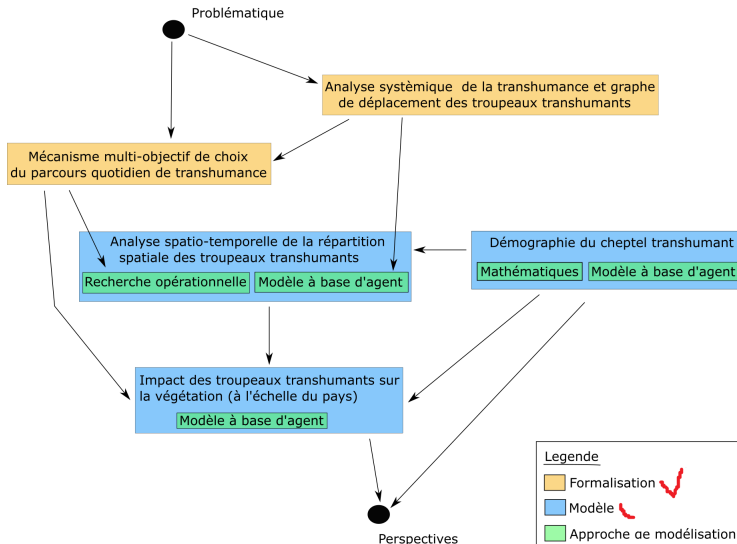 Problématique
Analyse systémique de la transhumance et graphe
de déplacement des troupeaux transhumants
Mécanisme multi-objectif de choix
du parcours quotidien de transhumance
Analyse spatio-temporelle de la répartition
spatiale des troupeaux transhumants
Recherche opérationnelle
Modèle à base d'agent
Démographie du cheptel transhumant
Mathématiques
Modèle à base d'agent
Impact des troupeaux transhumants sur
la végétation (à l'échelle du pays)
Modèle à base d'agent
Perspectives
Legende
Formalisation
Modèle
Approche de modélisation